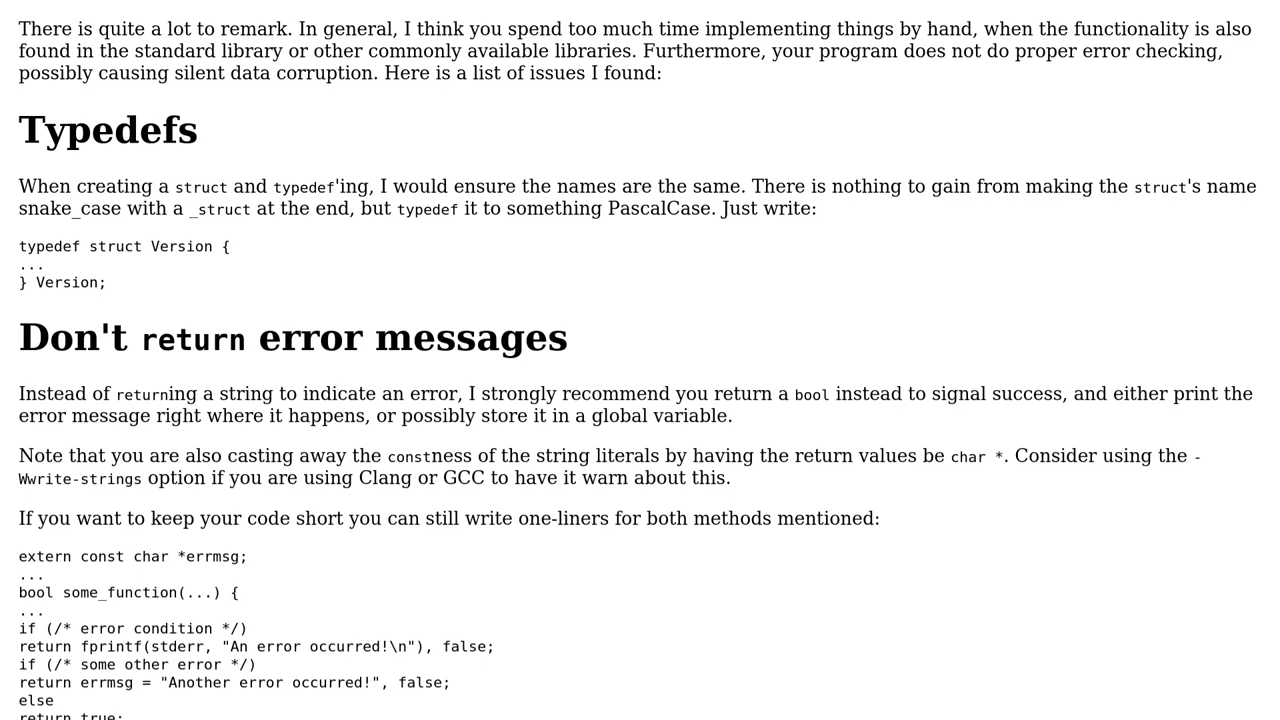 There is quite a lot to remark. In general, I think you spend too much time implementing things by hand, when the functionality is also
found in the standard library or other commonly available libraries. Furthermore, your program does not do proper error checking,
possibly causing silent data corruption. Here is a list of issues I found:
Typedefs
When creating a struct and typedef'ing, I would ensure the names are the same. There is nothing to gain from making the struct's name
snake_case with a _struct at the end, but typedef it to something PascalCase. Just write:
typedef struct Version {
...
} Version;
Don't return error messages
Instead of returning a string to indicate an error, I strongly recommend you return a bool instead to signal success, and either print the
error message right where it happens, or possibly store it in a global variable.
Note that you are also casting away the constness of the string literals by having the return values be char *. Consider using the -
Wwrite-strings option if you are using Clang or GCC to have it warn about this.
If you want to keep your code short you can still write one-liners for both methods mentioned:
extern const char *errmsg;
...
bool some_function(...) {
...
if (/* error condition */)
return fprintf(stderr, "An error occurred!\n"), false;
if (/* some other error */)
return errmsg = "Another error occurred!", false;
else
return true;